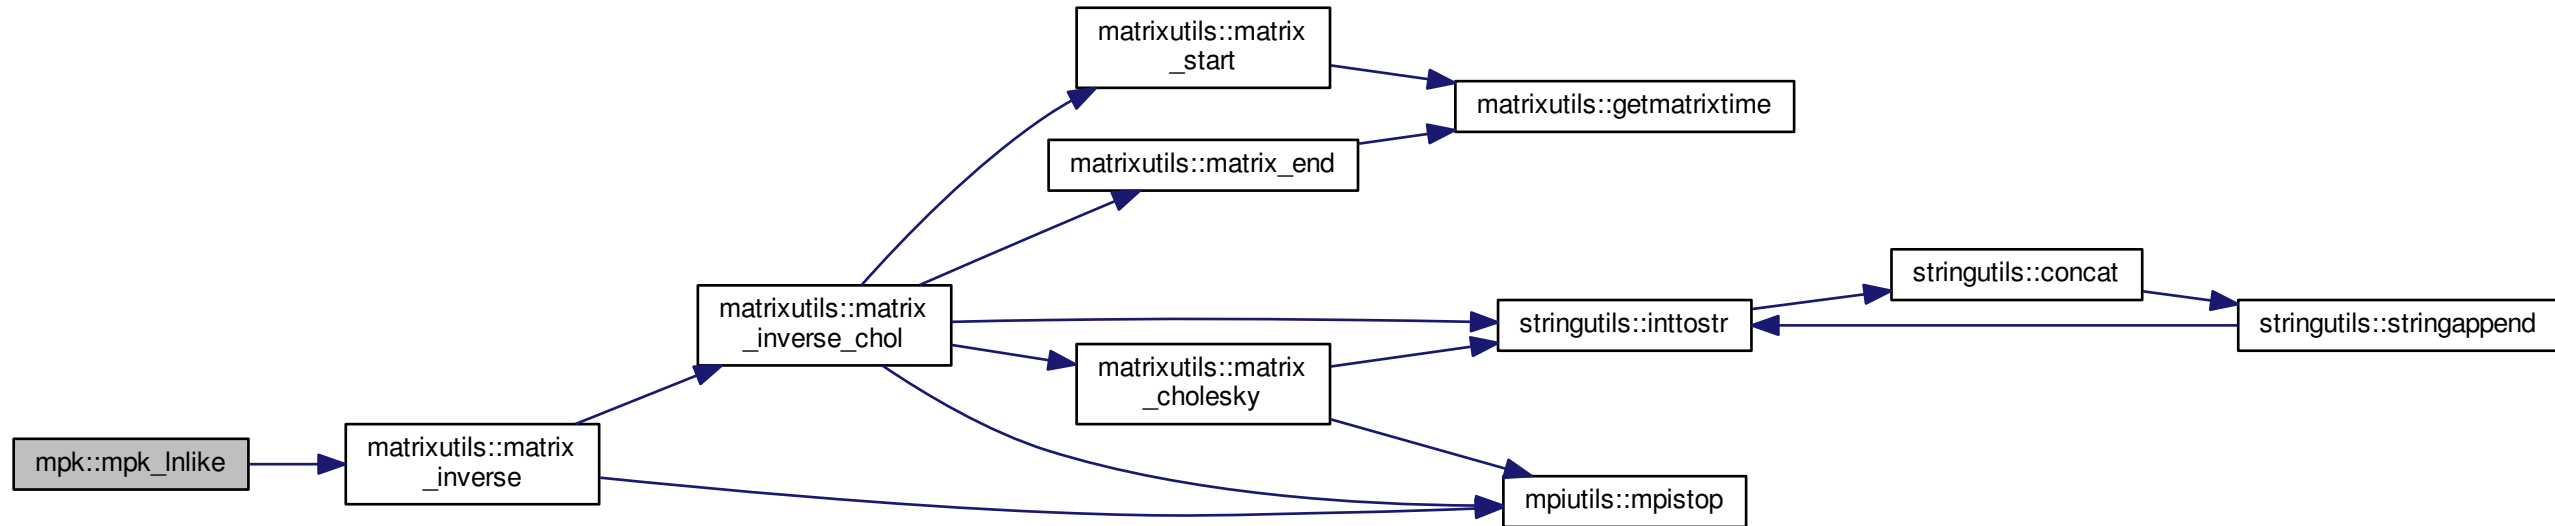 matrixutils::matrix
_start
matrixutils::getmatrixtime
matrixutils::matrix_end
stringutils::concat
matrixutils::matrix
_inverse_chol
stringutils::inttostr
stringutils::stringappend
matrixutils::matrix
_cholesky
mpk::mpk_lnlike
matrixutils::matrix
_inverse
mpiutils::mpistop